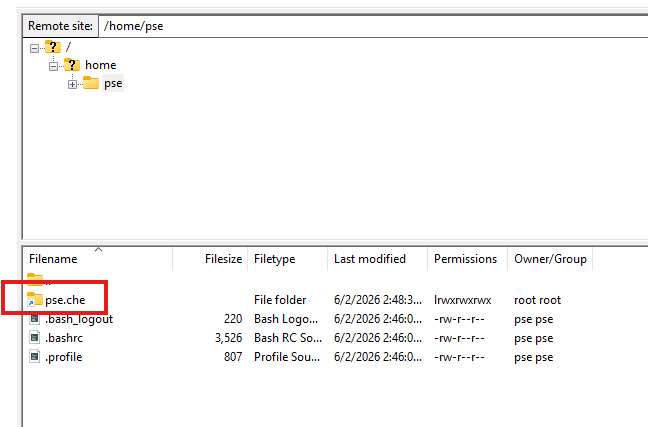 Remote site: /home/pse
/
home
pse
Filename Filesize Filetype Last modified Permissions Owner/Group
..
pse.che File folder 6/2/2026 2:48:3... lrwxrwxrwx root root
.bash_logout 220 Bash Logo... 6/2/2026 2:46:0... -rw-r--r-- pse pse
.bashrc 3,526 Bash RC So... 6/2/2026 2:46:0... -rw-r--r-- pse pse
.profile 807 Profile Sou... 6/2/2026 2:46:0... -rw-r--r-- pse pse